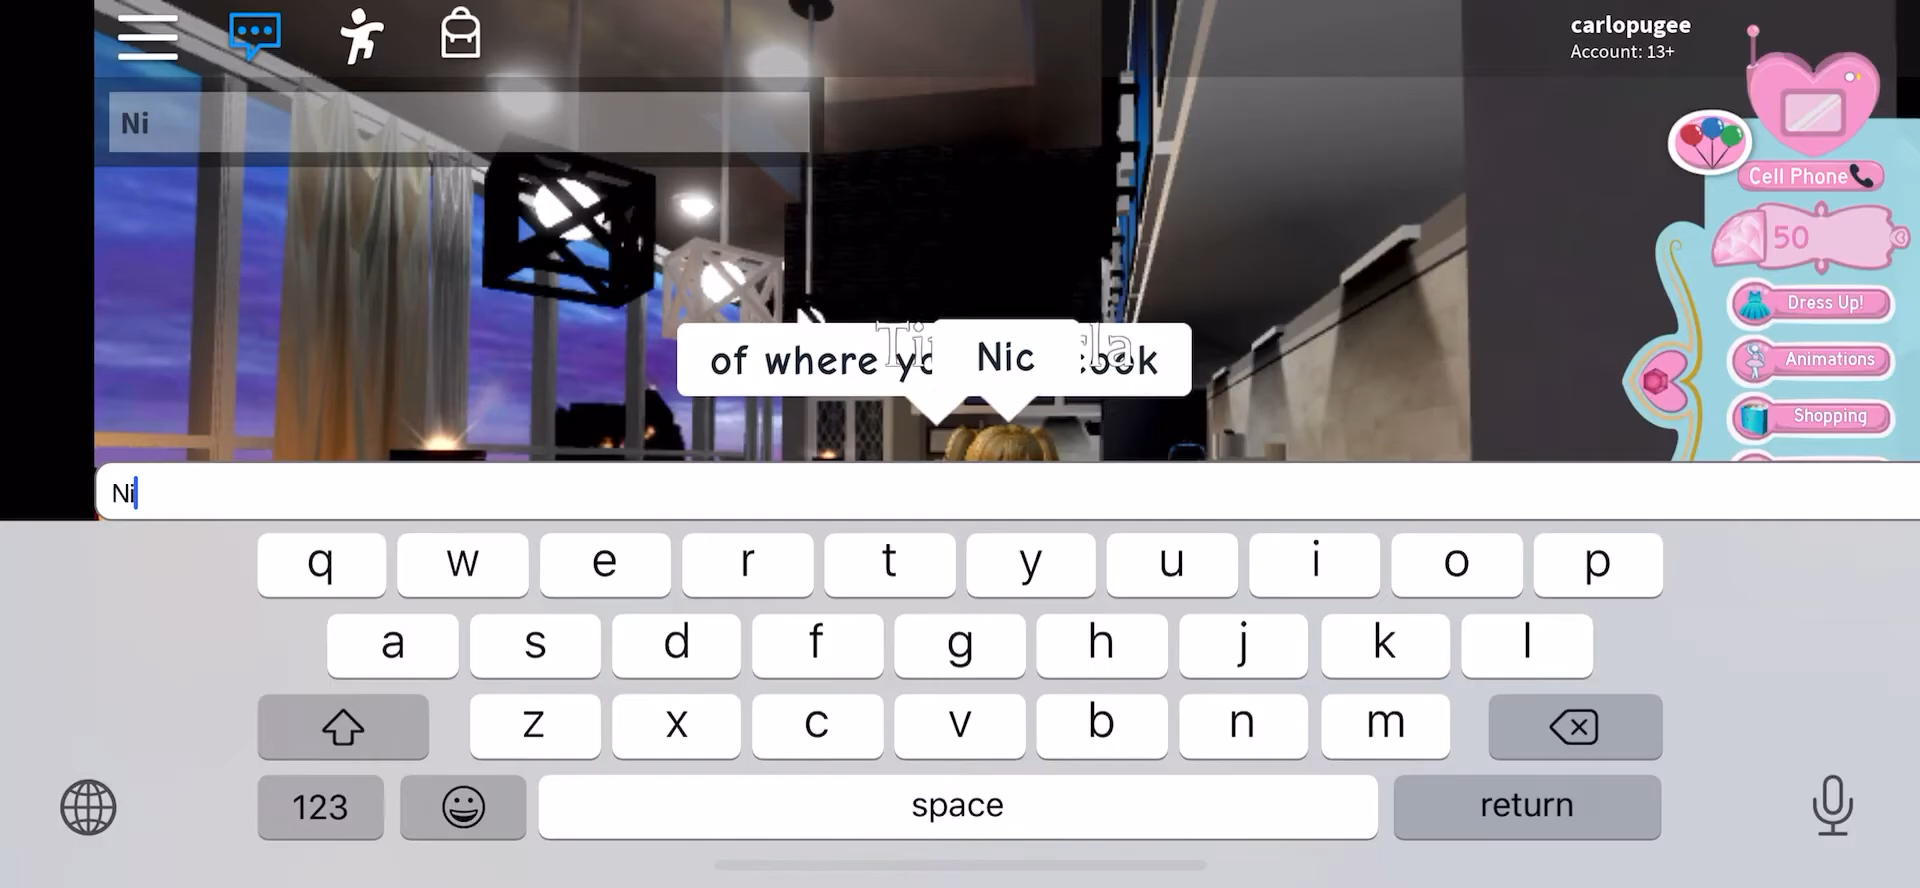 carlopugee
Account: 13+
Ni
Cell Phone
50
Dress Up!
of where
Nic
Animations
Shopping
Ni
q w e r t y u i o p
a s d f g h j k l
z x c v b n m
123 space return